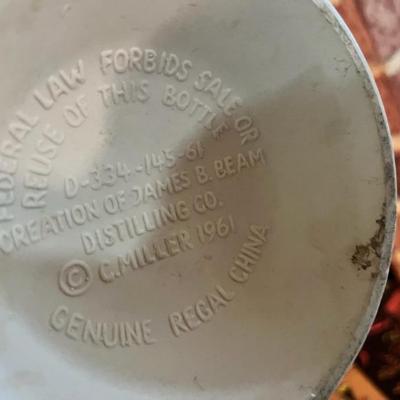 FEDERAL LAW FORBIDS SALE OR
REUSE OF THIS BOTTLE
D-334-143-61
CREATION OF JAMES B. BEAM
DISTILLING CO.
© C. MILLER 1961
GENUINE REGAL CHINA